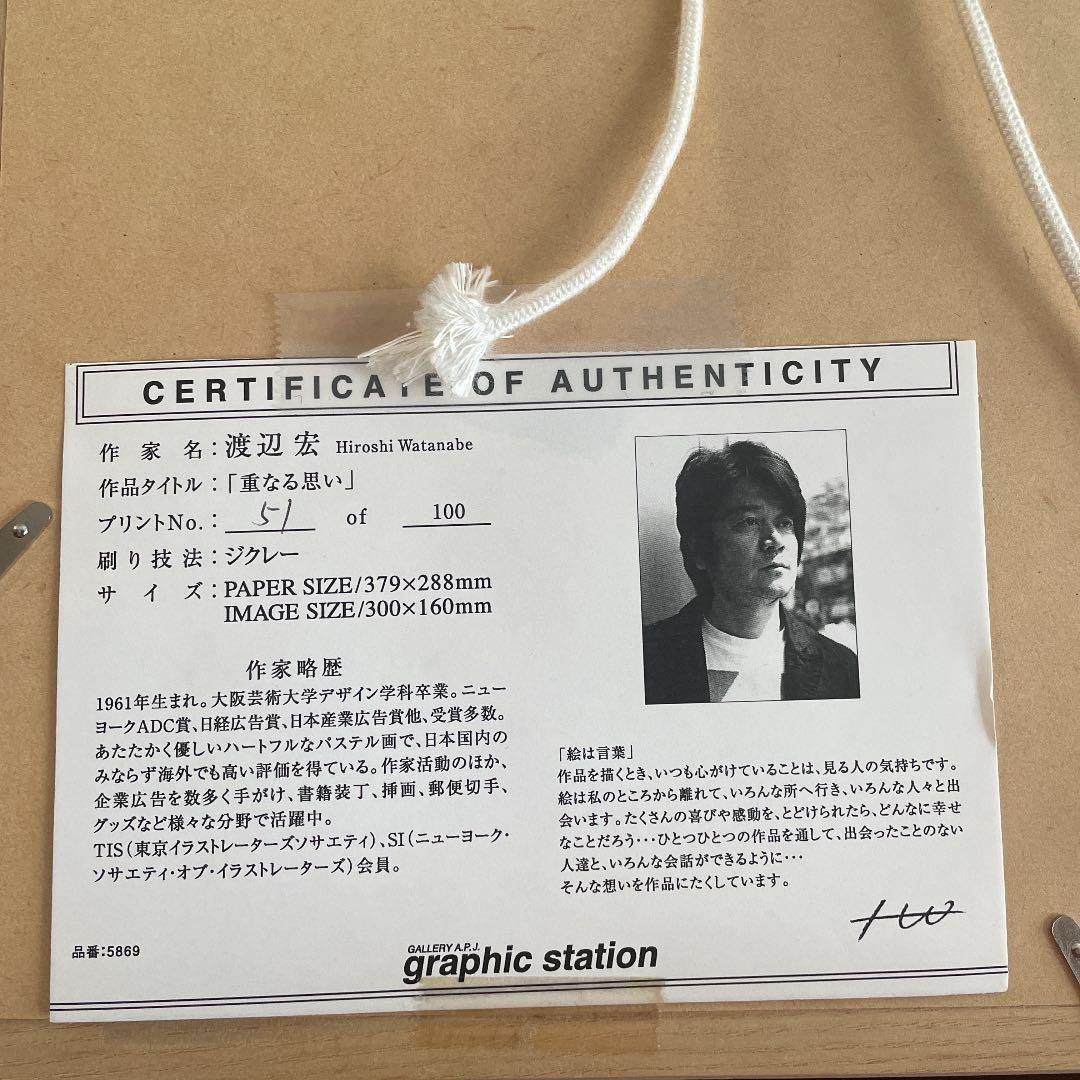 CERTIFICATE OF AUTHENTICITY
作家名：渡辺宏 Hiroshi Watanabe
作品タイトル：「重なる思い」
プリントNo.： 51 of 100
刷り技法：ジクレー
サイズ：PAPER SIZE/379×288mm
IMAGE SIZE/300×160mm
作家略歴
1961年生まれ。大阪芸術大学デザイン学科卒業。ニュー
ヨークADC賞、日経広告賞、日本産業広告賞他、受賞多数。
あたたかく優しいハートフルなパステル画で、日本国内の
みならず海外でも高い評価を得ている。作家活動のほか、
企業広告を数多く手がけ、書籍装丁、挿画、郵便切手、
グッズなど様々な分野で活躍中。
TIS（東京イラストレーターズソサエティ）、SI（ニューヨーク・
ソサエティ・オブ・イラストレーターズ）会員。
「絵は言葉」
作品を描くとき、いつも心がけていることは、見る人の気持ちです。
絵は私のところから離れて、いろんな所へ行き、いろんな人々と出
会います。たくさんの喜びや感動を、とどけられたら、どんなに幸せ
なことだろう・・・ひとつひとつの作品を通して、出会ったことのない
人達と、いろんな会話ができるように・・・
そんな想いを作品にたくしています。
HW
品番：5869
GALLERY A.P.J.
graphic station